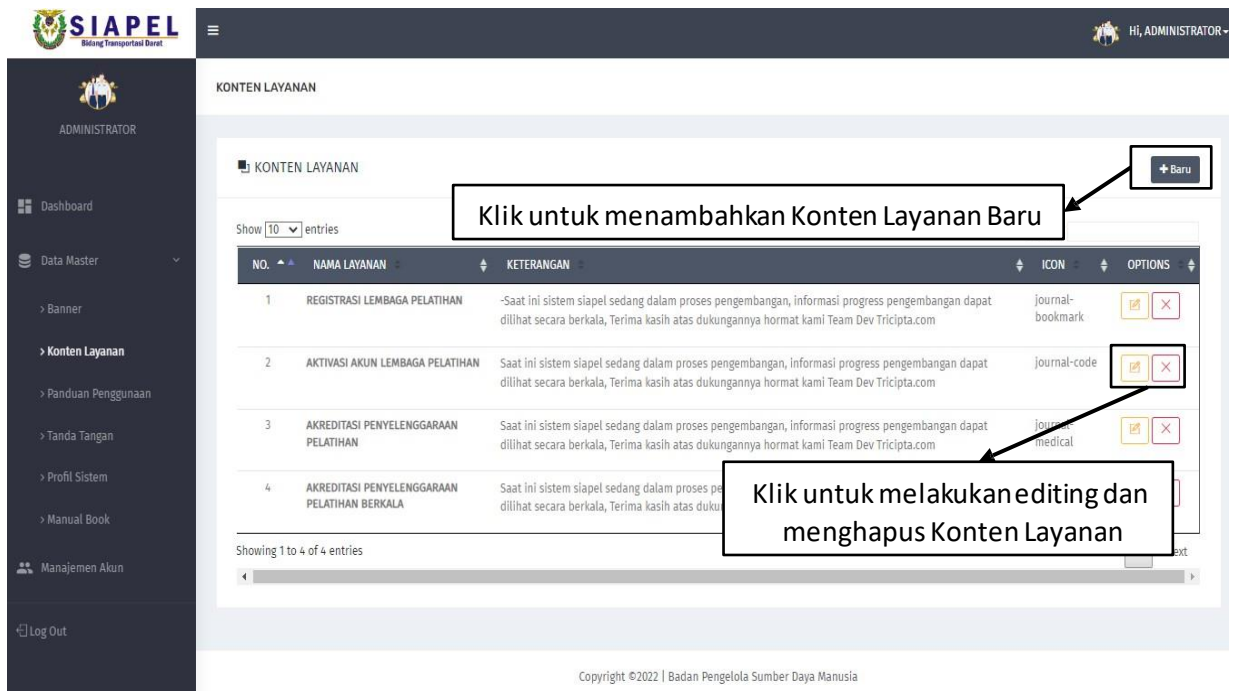 SIAPEL
Bidang Transportasi Darat
Hi, ADMINISTRATOR
ADMINISTRATOR
Dashboard
Data Master
> Banner
> Konten Layanan
> Panduan Penggunaan
> Tanda Tangan
> Profil Sistem
> Manual Book
Manajemen Akun
Log Out
KONTEN LAYANAN
KONTEN LAYANAN
+ Baru
Klik untuk menambahkan Konten Layanan Baru
Show 10 entries
NO. NAMA LAYANAN KETERANGAN ICON OPTIONS
1 REGISTRASI LEMBAGA PELATIHAN -Saat ini sistem siapel sedang dalam proses pengembangan, informasi progress pengembangan dapat journal-
dilihat secara berkala, Terima kasih atas dukungannya hormat kami Team Dev Tricipta.com bookmark
2 AKTIVASI AKUN LEMBAGA PELATIHAN Saat ini sistem siapel sedang dalam proses pengembangan, informasi progress pengembangan dapat journal-code
dilihat secara berkala, Terima kasih atas dukungannya hormat kami Team Dev Tricipta.com
3 AKREDITASI PENYELENGGARAAN Saat ini sistem siapel sedang dalam proses pengembangan, informasi progress pengembangan dapat journal-
PELATIHAN dilihat secara berkala, Terima kasih atas dukungannya hormat kami Team Dev Tricipta.com medical
4 AKREDITASI PENYELENGGARAAN Saat ini sistem siapel sedang dalam proses
PELATIHAN BERKALA dilihat secara berkala, Terima kasih atas
Klik untuk melakukan editing dan
menghapus Konten Layanan
Showing 1 to 4 of 4 entries
Copyright ©2022 | Badan Pengelola Sumber Daya Manusia